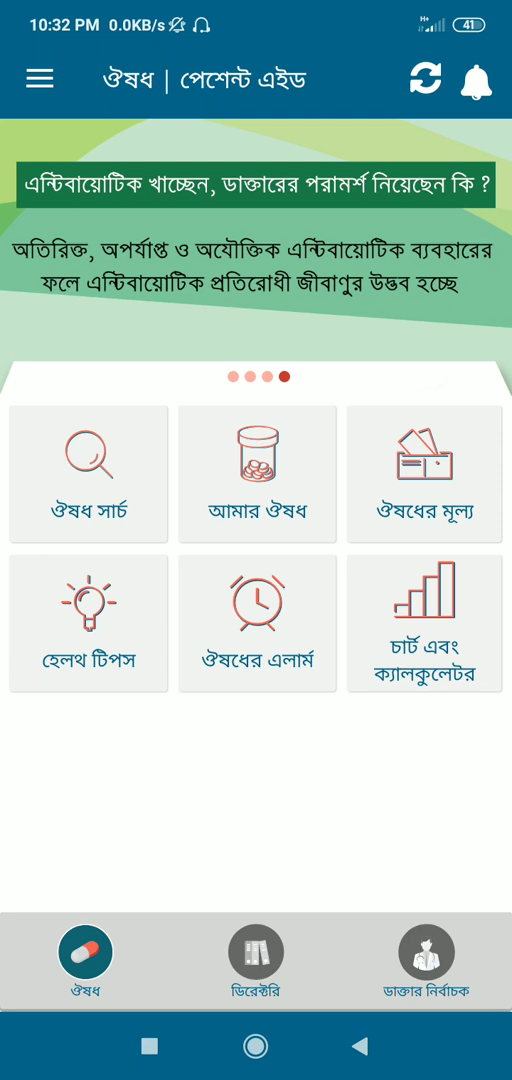 10:32 PM 0.0KB/s H+ 41
ঔষধ | পেশেন্ট এইড
এন্টিবায়োটিক খাচ্ছেন, ডাক্তারের পরামর্শ নিয়েছেন কি ?
অতিরিক্ত, অপর্যাপ্ত ও অযৌক্তিক এন্টিবায়োটিক ব্যবহারের
ফলে এন্টিবায়োটিক প্রতিরোধী জীবাণুর উদ্ভব হচ্ছে
ঔষধ সার্চ
আমার ঔষধ
ঔষধের মূল্য
হেলথ টিপস
ঔষধের এলার্ম
চার্ট এবং
ক্যালকুলেটর
ঔষধ
ডিরেক্টরি
ডাক্তার নির্বাচক